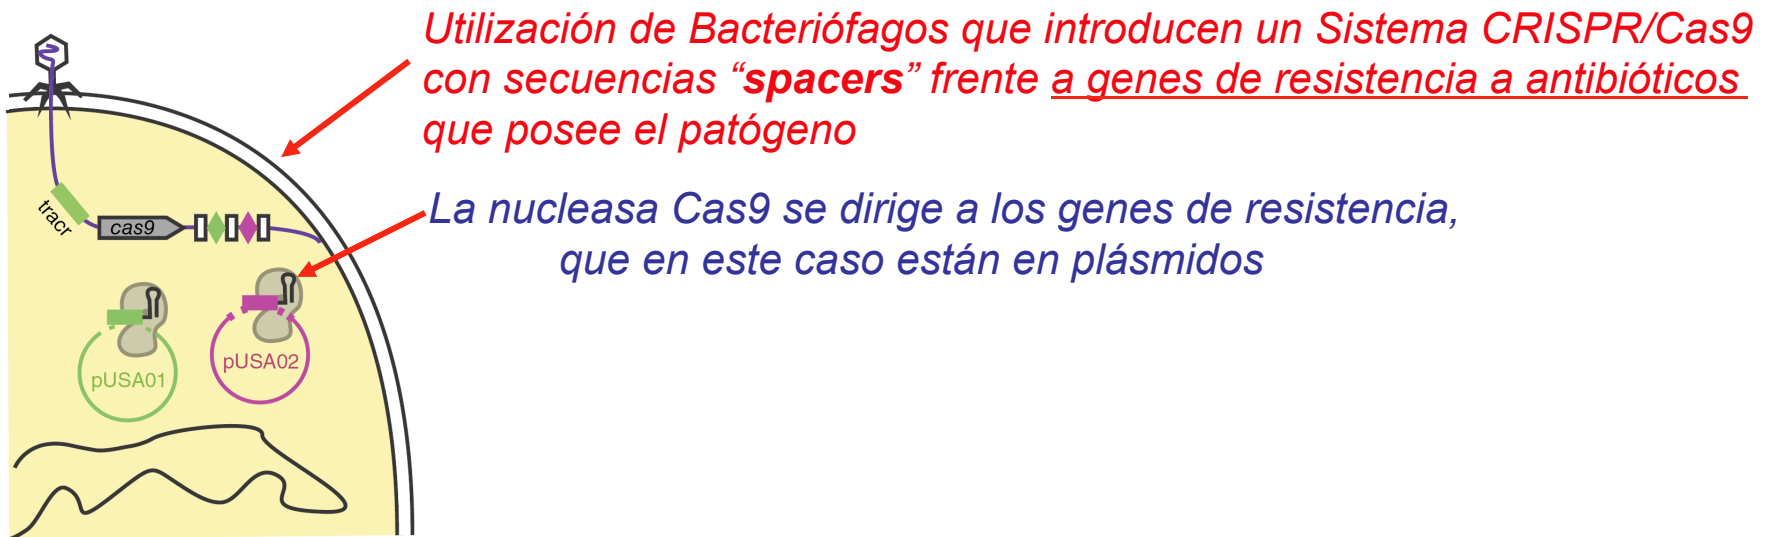 Utilización de Bacteriófagos que introducen un Sistema CRISPR/Cas9
con secuencias “spacers” frente a genes de resistencia a antibióticos
que posee el patógeno
La nucleasa Cas9 se dirige a los genes de resistencia,
que en este caso están en plásmidos
tracr
cas9
pUSA01
pUSA02